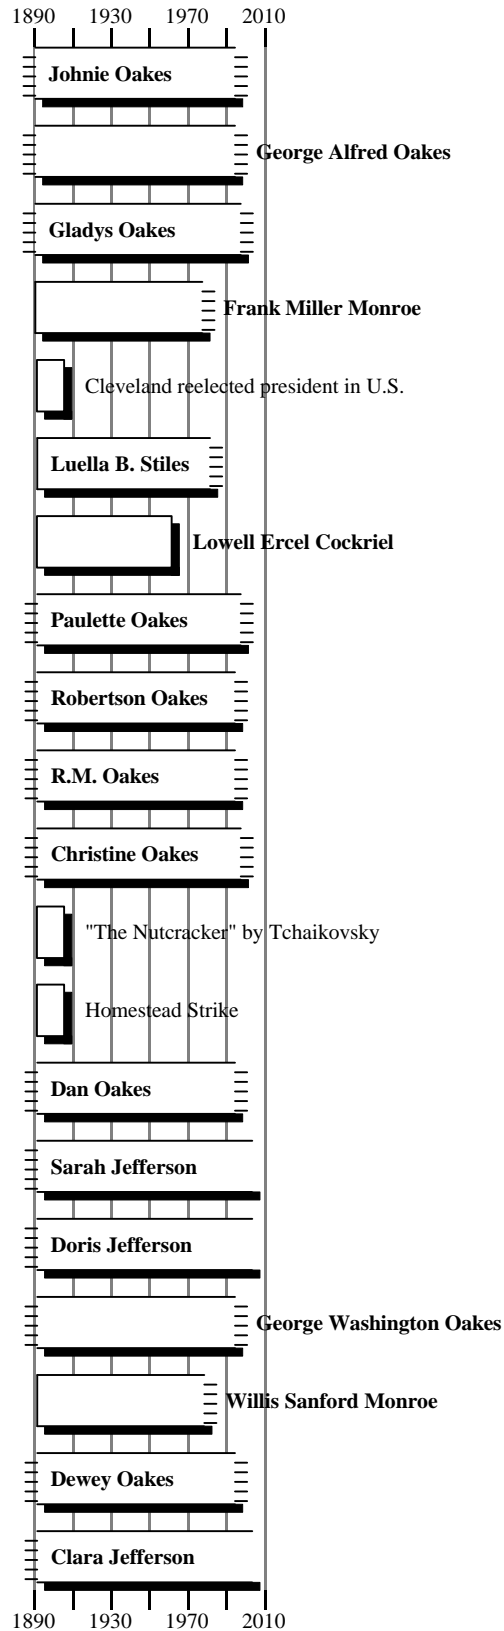 1890 1930 1970 2010
Johnie Oakes
George Alfred Oakes
Gladys Oakes
Frank Miller Monroe
Cleveland reelected president in U.S.
Luella B. Stiles
Lowell Ercel Cockriel
Paulette Oakes
Robertson Oakes
R.M. Oakes
Christine Oakes
"The Nutcracker" by Tchaikovsky
Homestead Strike
Dan Oakes
Sarah Jefferson
Doris Jefferson
George Washington Oakes
Willis Sanford Monroe
Dewey Oakes
Clara Jefferson
1890 1930 1970 2010